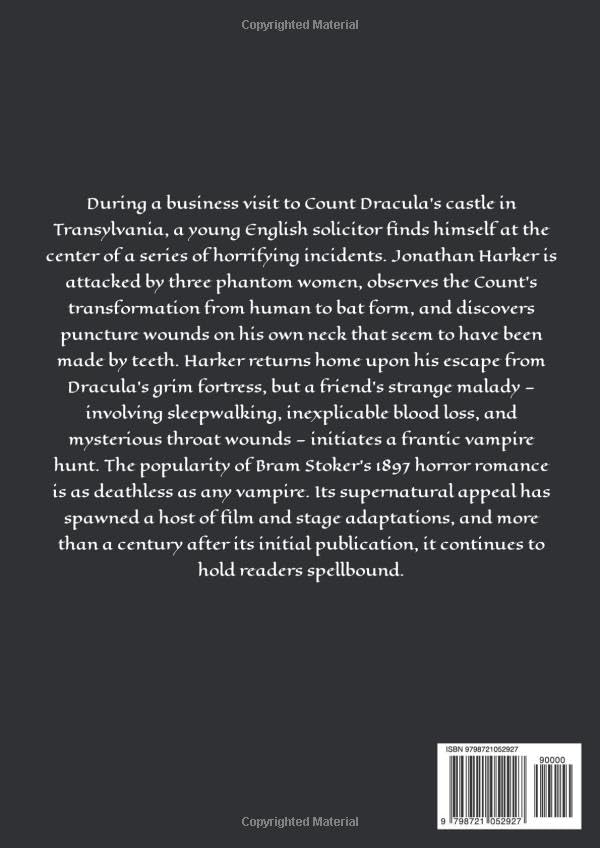 Copyrighted Material
During a business visit to Count Dracula's castle in
Transylvania, a young English solicitor finds himself at the
center of a series of horrifying incidents. Jonathan Harker is
attacked by three phantom women, observes the Count's
transformation from human to bat form, and discovers
puncture wounds on his own neck that seem to have been
made by teeth. Harker returns home upon his escape from
Dracula's grim fortress, but a friend's strange malady –
involving sleepwalking, inexplicable blood loss, and
mysterious throat wounds – initiates a frantic vampire
hunt. The popularity of Bram Stoker's 1897 horror romance
is as deathless as any vampire. Its supernatural appeal has
spawned a host of film and stage adaptations, and more
than a century after its initial publication, it continues to
hold readers spellbound.
ISBN 9798721052927
90000
9 798721 052927
Copyrighted Material